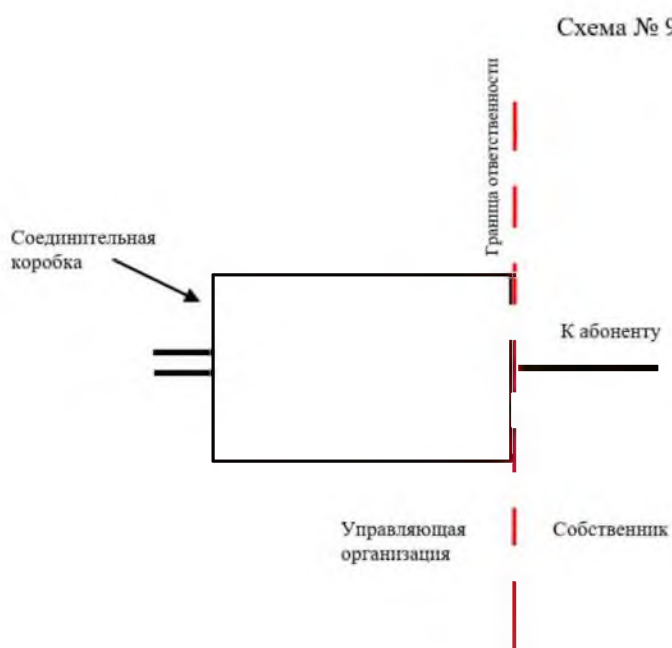 Схема № 9
Граница ответственности
Соединительная
коробка
К абоненту
Управляющая
организация
Собственник